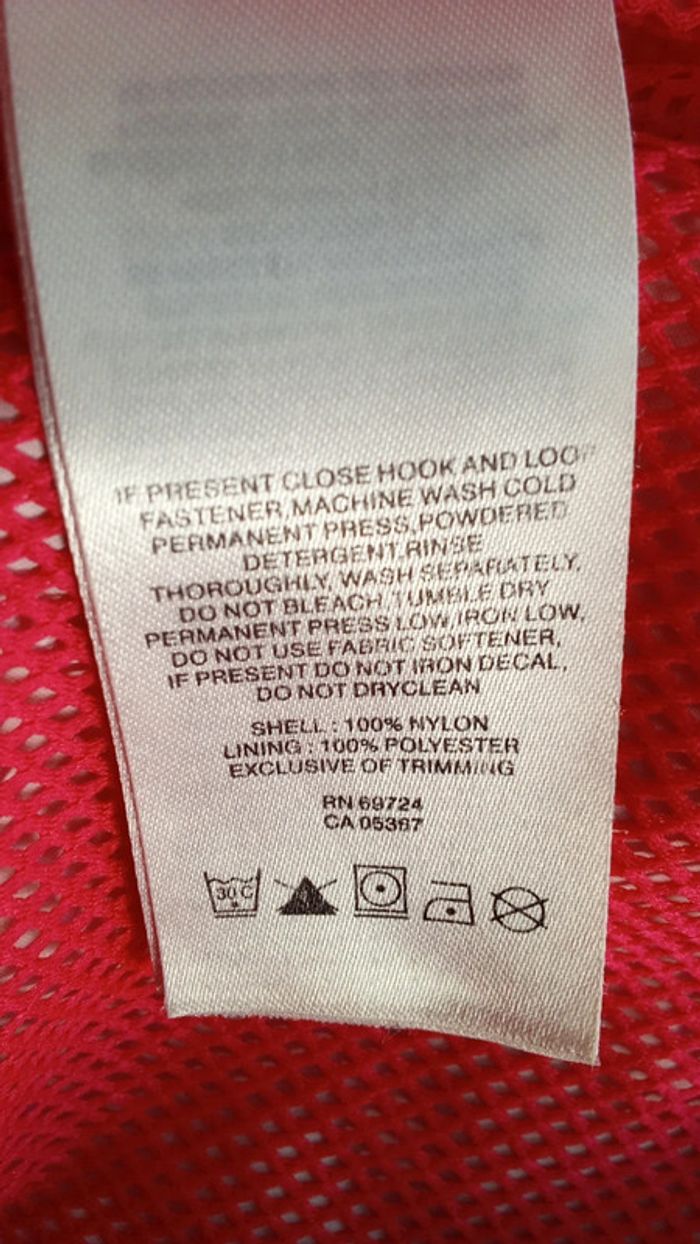 IF PRESENT CLOSE HOOK AND LOOP
FASTENER, MACHINE WASH COLD
PERMANENT PRESS, POWDERED
DETERGENT, RINSE
THOROUGHLY, WASH SEPARATELY,
DO NOT BLEACH, TUMBLE DRY
PERMANENT PRESS LOW, IRON LOW,
DO NOT USE FABRIC SOFTENER,
IF PRESENT DO NOT IRON DECAL,
DO NOT DRYCLEAN
SHELL : 100% NYLON
LINING : 100% POLYESTER
EXCLUSIVE OF TRIMMING
RN 69724
CA 05367
30 C